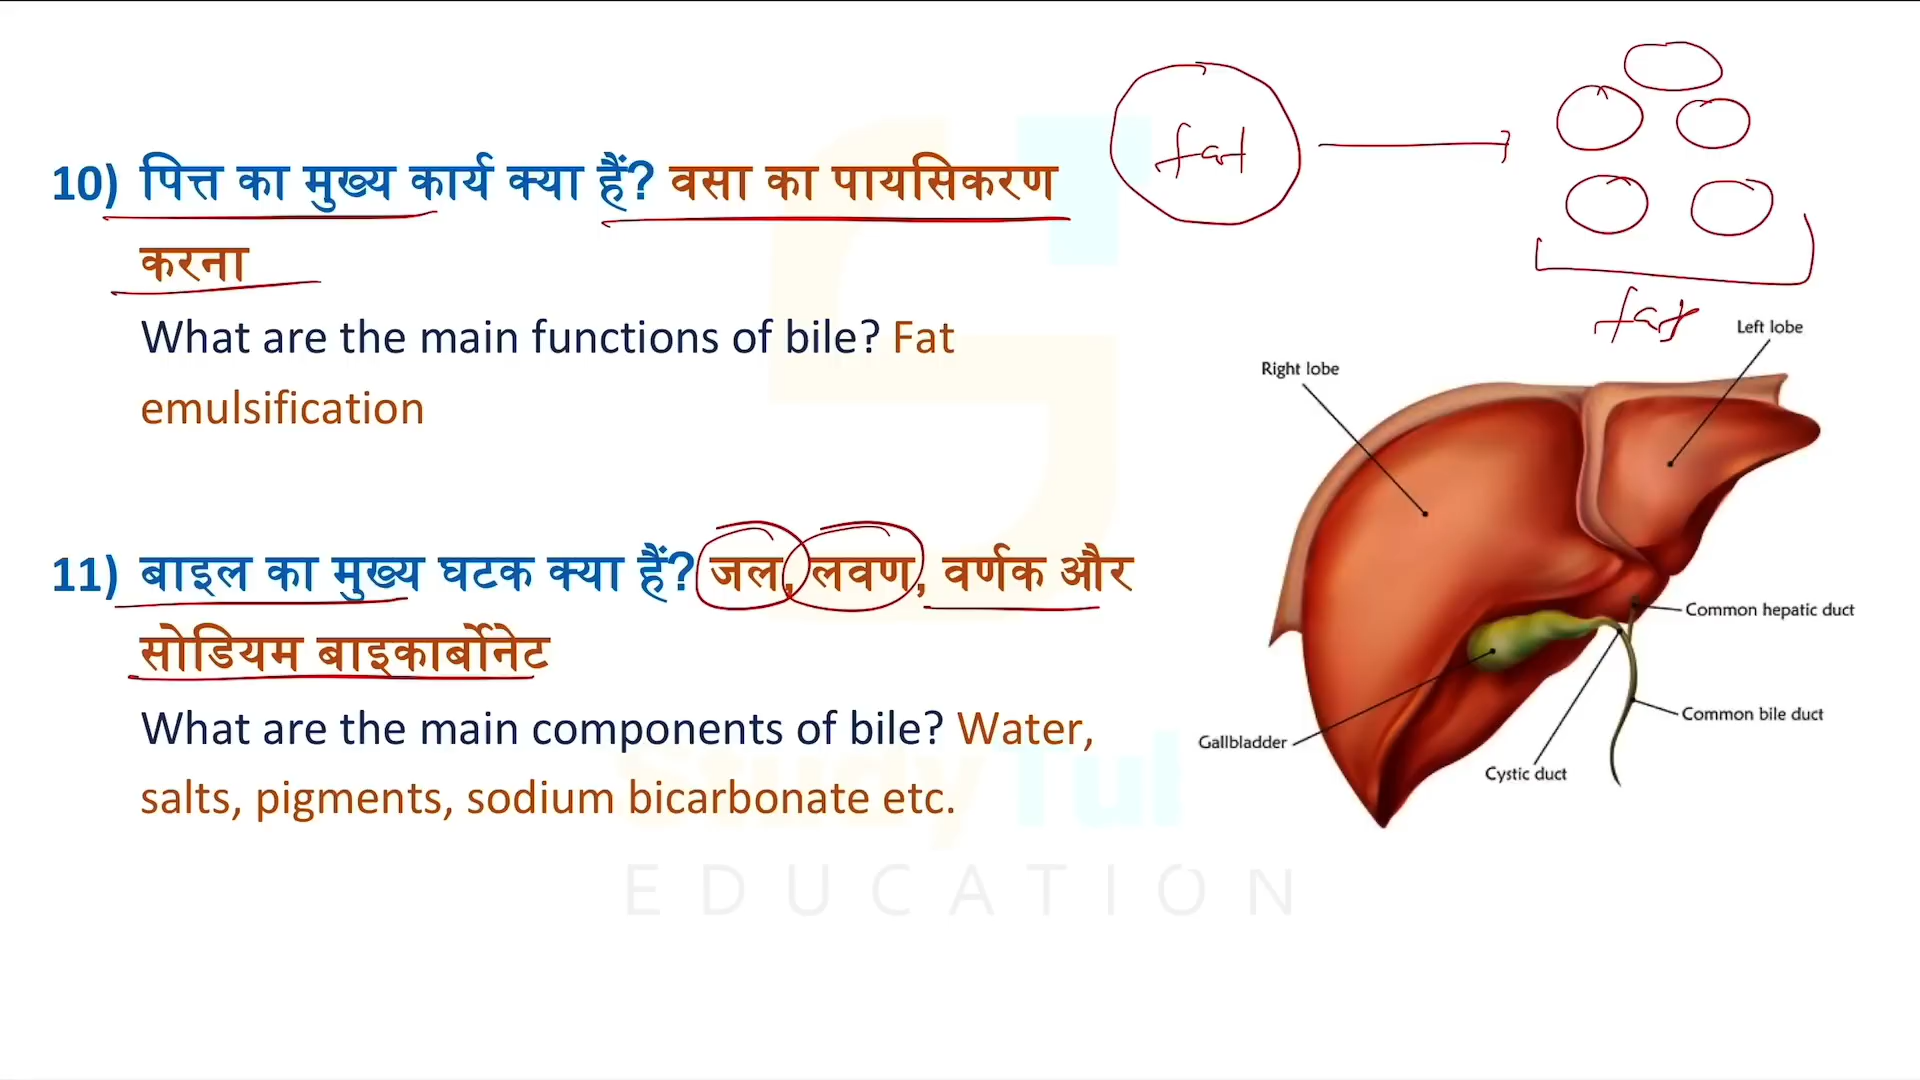 10) पित्त का मुख्य कार्य क्या हैं? वसा का पायसिकरण
करना
What are the main functions of bile? Fat
emulsification
11) बाइल का मुख्य घटक क्या हैं? जल, लवण, वर्णक और
सोडियम बाइकार्बोनेट
What are the main components of bile? Water,
salts, pigments, sodium bicarbonate etc.
fat
fat
Left lobe
Right lobe
Common hepatic duct
Common bile duct
Gallbladder
Cystic duct
StudyTul
EDUCATION